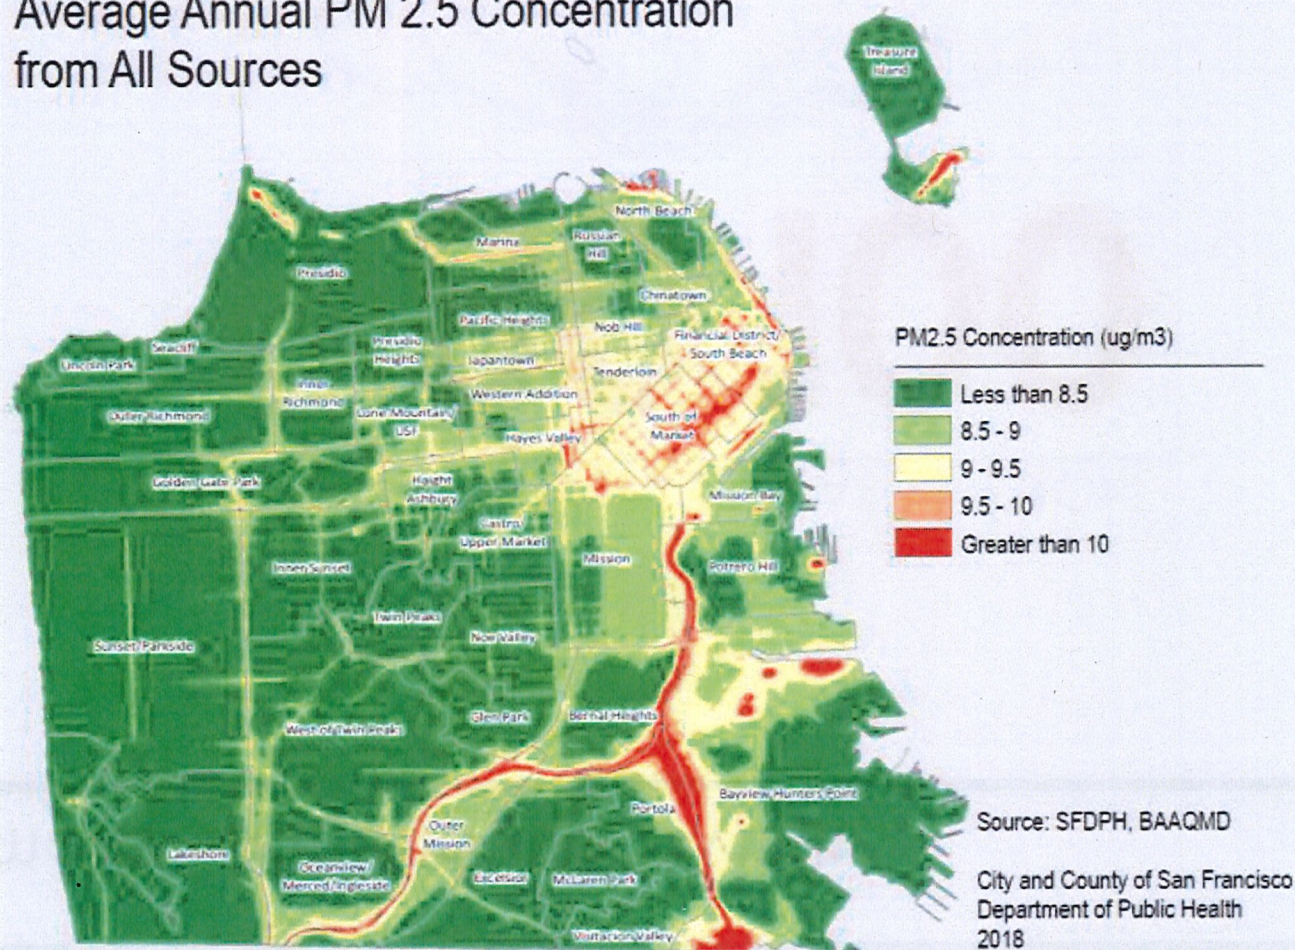 Average Annual PM 2.5 Concentration
from All Sources
Treasure
Island
North Beach
Russian
Hill
Marina
Presidio
Chinatown
Pacific Heights
Nob Hill
Financial District/
South Beach
Presidio
Heights
Seacliff
Lincoln Park
Japantown
Tenderloin
Inner
Richmond
Western Addition
Outer Richmond
Lone Mountain/
USF
South of
Market
Hayes Valley
Golden Gate Park
Haight
Ashbury
Mission Bay
Castro/
Upper Market
Mission
Potrero Hill
Inner Sunset
Twin Peaks
Noe Valley
Sunset/Parkside
Glen Park
Bernal Heights
West of Twin Peaks
Bayview Hunters Point
Portola
Outer
Mission
Lakeshore
Oceanview/
Merced/Ingleside
Excelsior
McLaren Park
Visitacion Valley
PM2.5 Concentration (ug/m3)
Less than 8.5
8.5 - 9
9 - 9.5
9.5 - 10
Greater than 10
Source: SFDPH, BAAQMD
City and County of San Francisco
Department of Public Health
2018